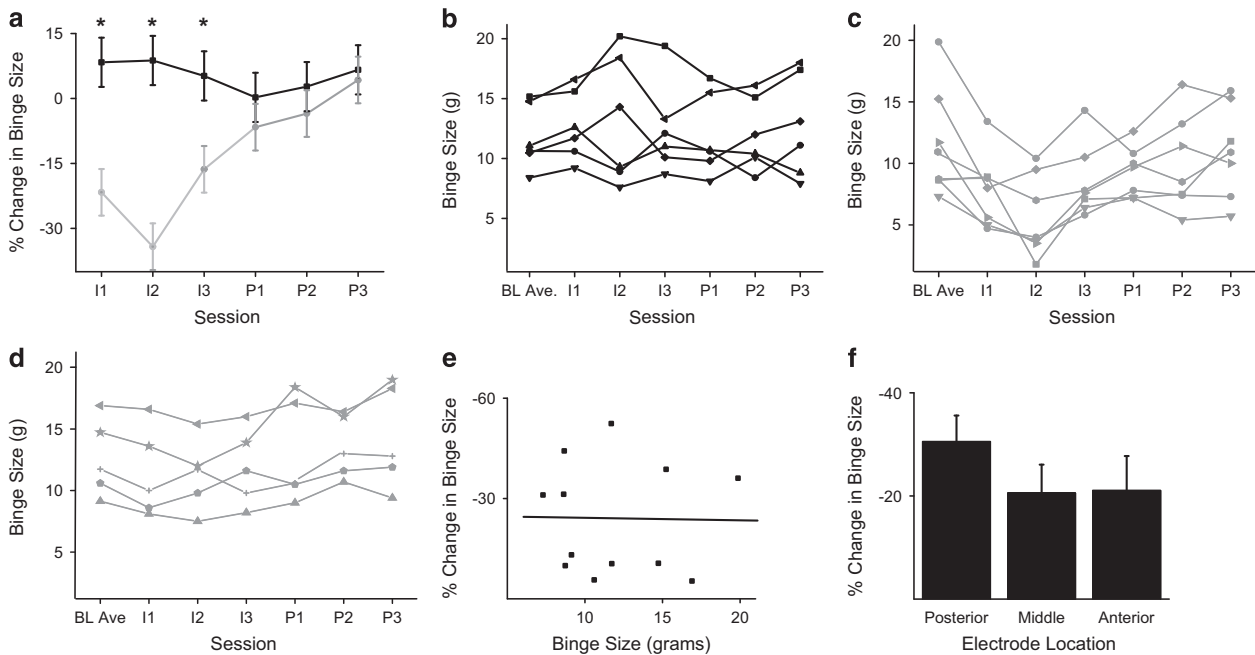 a
* * *
% Change in Binge Size
15
0
-15
-30
I1 I2 I3 P1 P2 P3
Session
b
Binge Size (g)
20
15
10
5
BL Ave. I1 I2 I3 P1 P2 P3
Session
c
Binge Size (g)
15
10
5
BL Ave I1 I2 I3 P1 P2 P3
Session
d
Binge Size (g)
20
15
10
5
BL Ave I1 I2 I3 P1 P2 P3
Session
e
% Change in Binge Size
-60
-30
10 15 20
Binge Size (grams)
f
% Change in Binge Size
-40
-20
Posterior Middle Anterior
Electrode Location